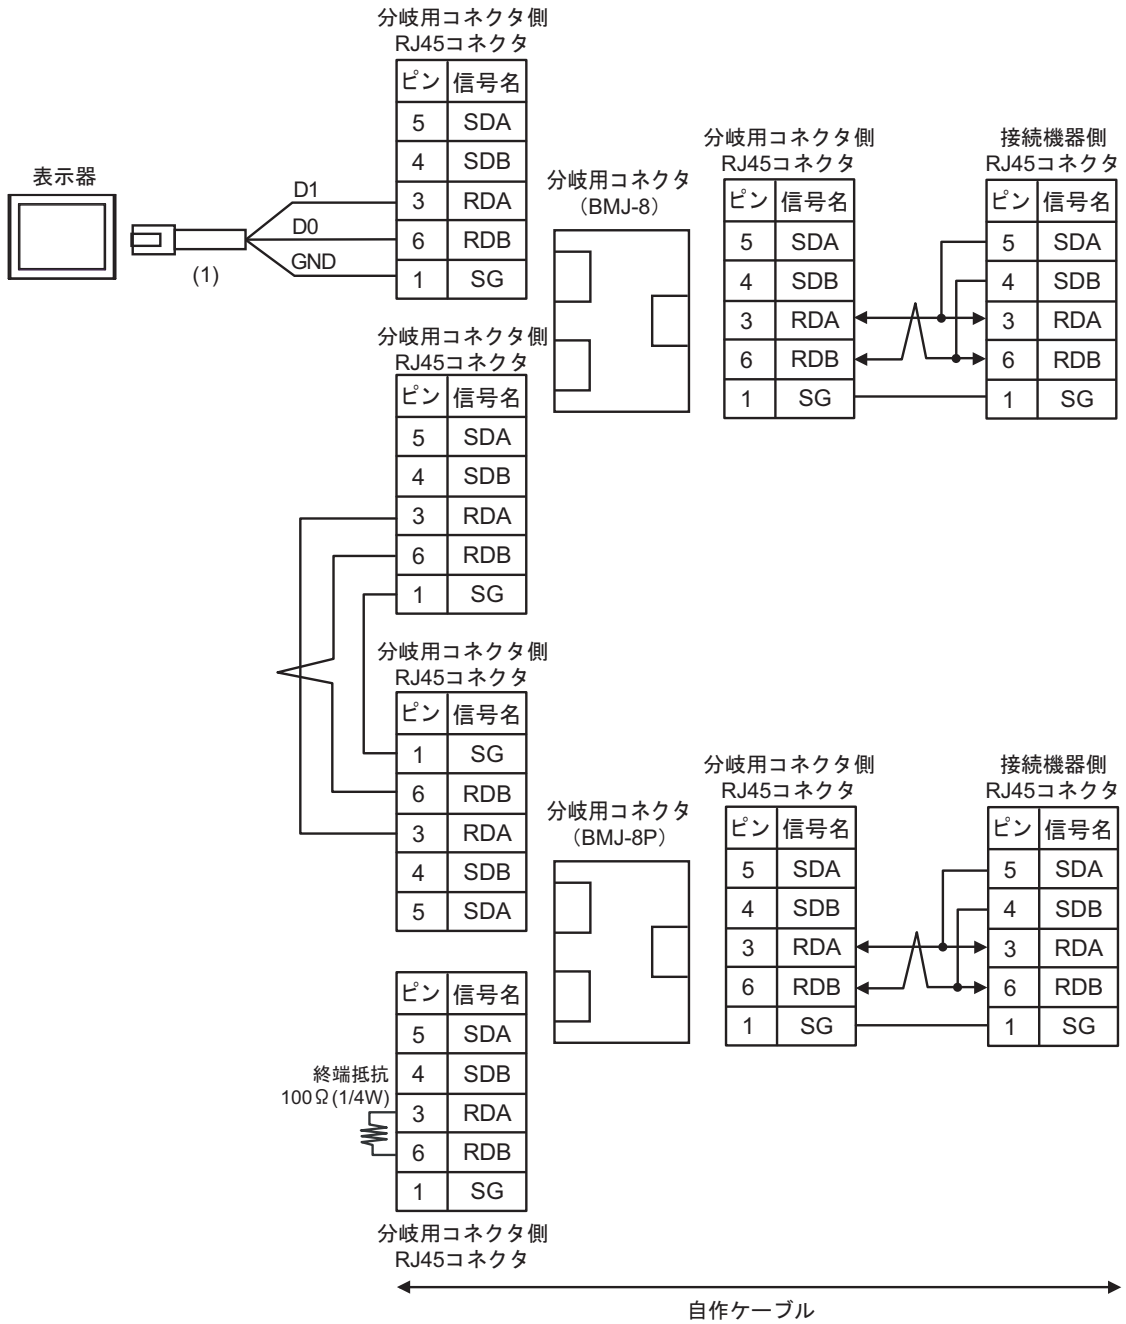 分岐用コネクタ側
RJ45コネクタ
ピン 信号名
5 SDA
4 SDB
3 RDA
6 RDB
1 SG
表示器
(1)
D1
D0
GND
分岐用コネクタ
（BMJ-8）
分岐用コネクタ側
RJ45コネクタ
ピン 信号名
5 SDA
4 SDB
3 RDA
6 RDB
1 SG
接続機器側
RJ45コネクタ
ピン 信号名
5 SDA
4 SDB
3 RDA
6 RDB
1 SG
分岐用コネクタ側
RJ45コネクタ
ピン 信号名
5 SDA
4 SDB
3 RDA
6 RDB
1 SG
分岐用コネクタ側
RJ45コネクタ
ピン 信号名
1 SG
6 RDB
3 RDA
4 SDB
5 SDA
分岐用コネクタ
（BMJ-8P）
分岐用コネクタ側
RJ45コネクタ
ピン 信号名
5 SDA
4 SDB
3 RDA
6 RDB
1 SG
接続機器側
RJ45コネクタ
ピン 信号名
5 SDA
4 SDB
3 RDA
6 RDB
1 SG
ピン 信号名
5 SDA
4 SDB
3 RDA
6 RDB
1 SG
終端抵抗
100Ω(1/4W)
分岐用コネクタ側
RJ45コネクタ
自作ケーブル